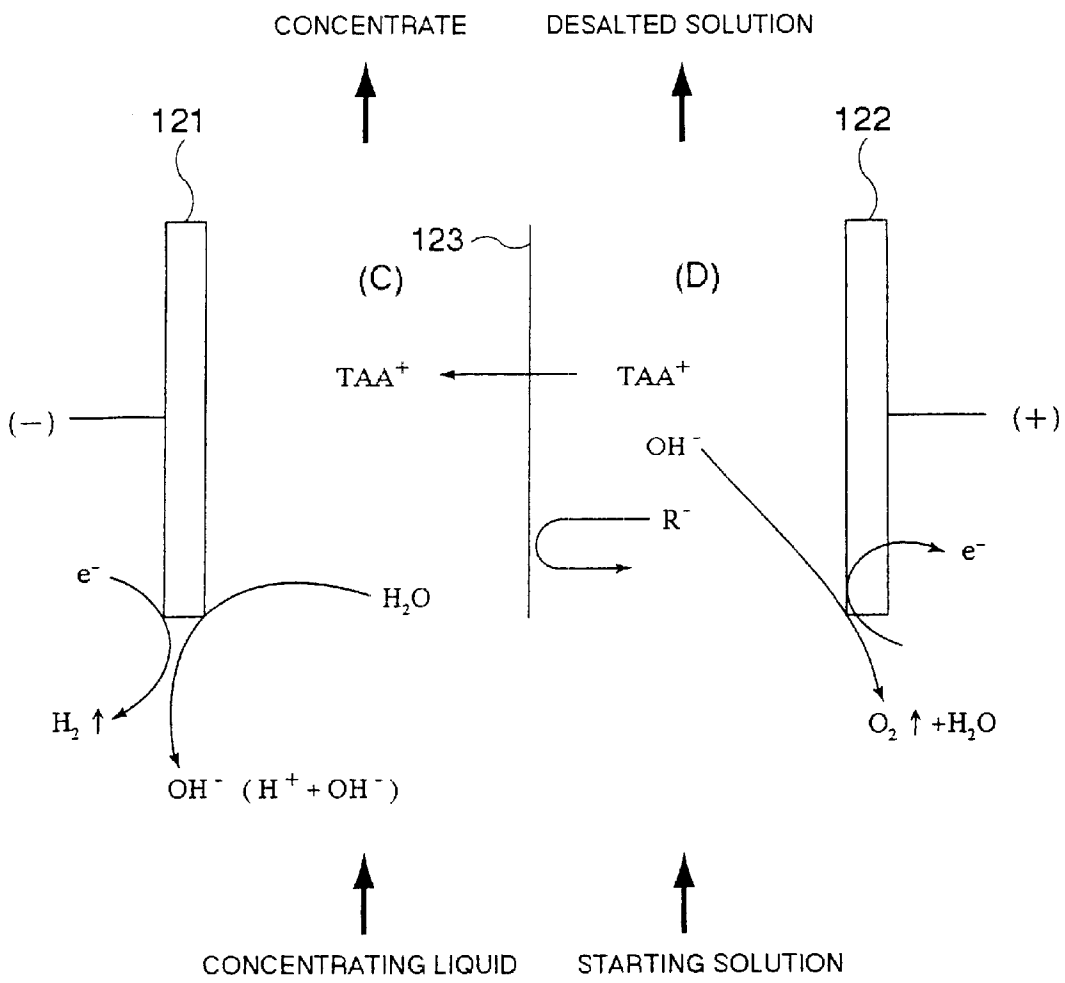 CONCENTRATE DESALTED SOLUTION
121 122
123
(C) (D)
TAA⁺ TAA⁺
(−) (+)
OH⁻
R⁻
e⁻ e⁻
H₂O
H₂ ↑ O₂ ↑ +H₂O
OH⁻ (H⁺ + OH⁻)
CONCENTRATING LIQUID STARTING SOLUTION